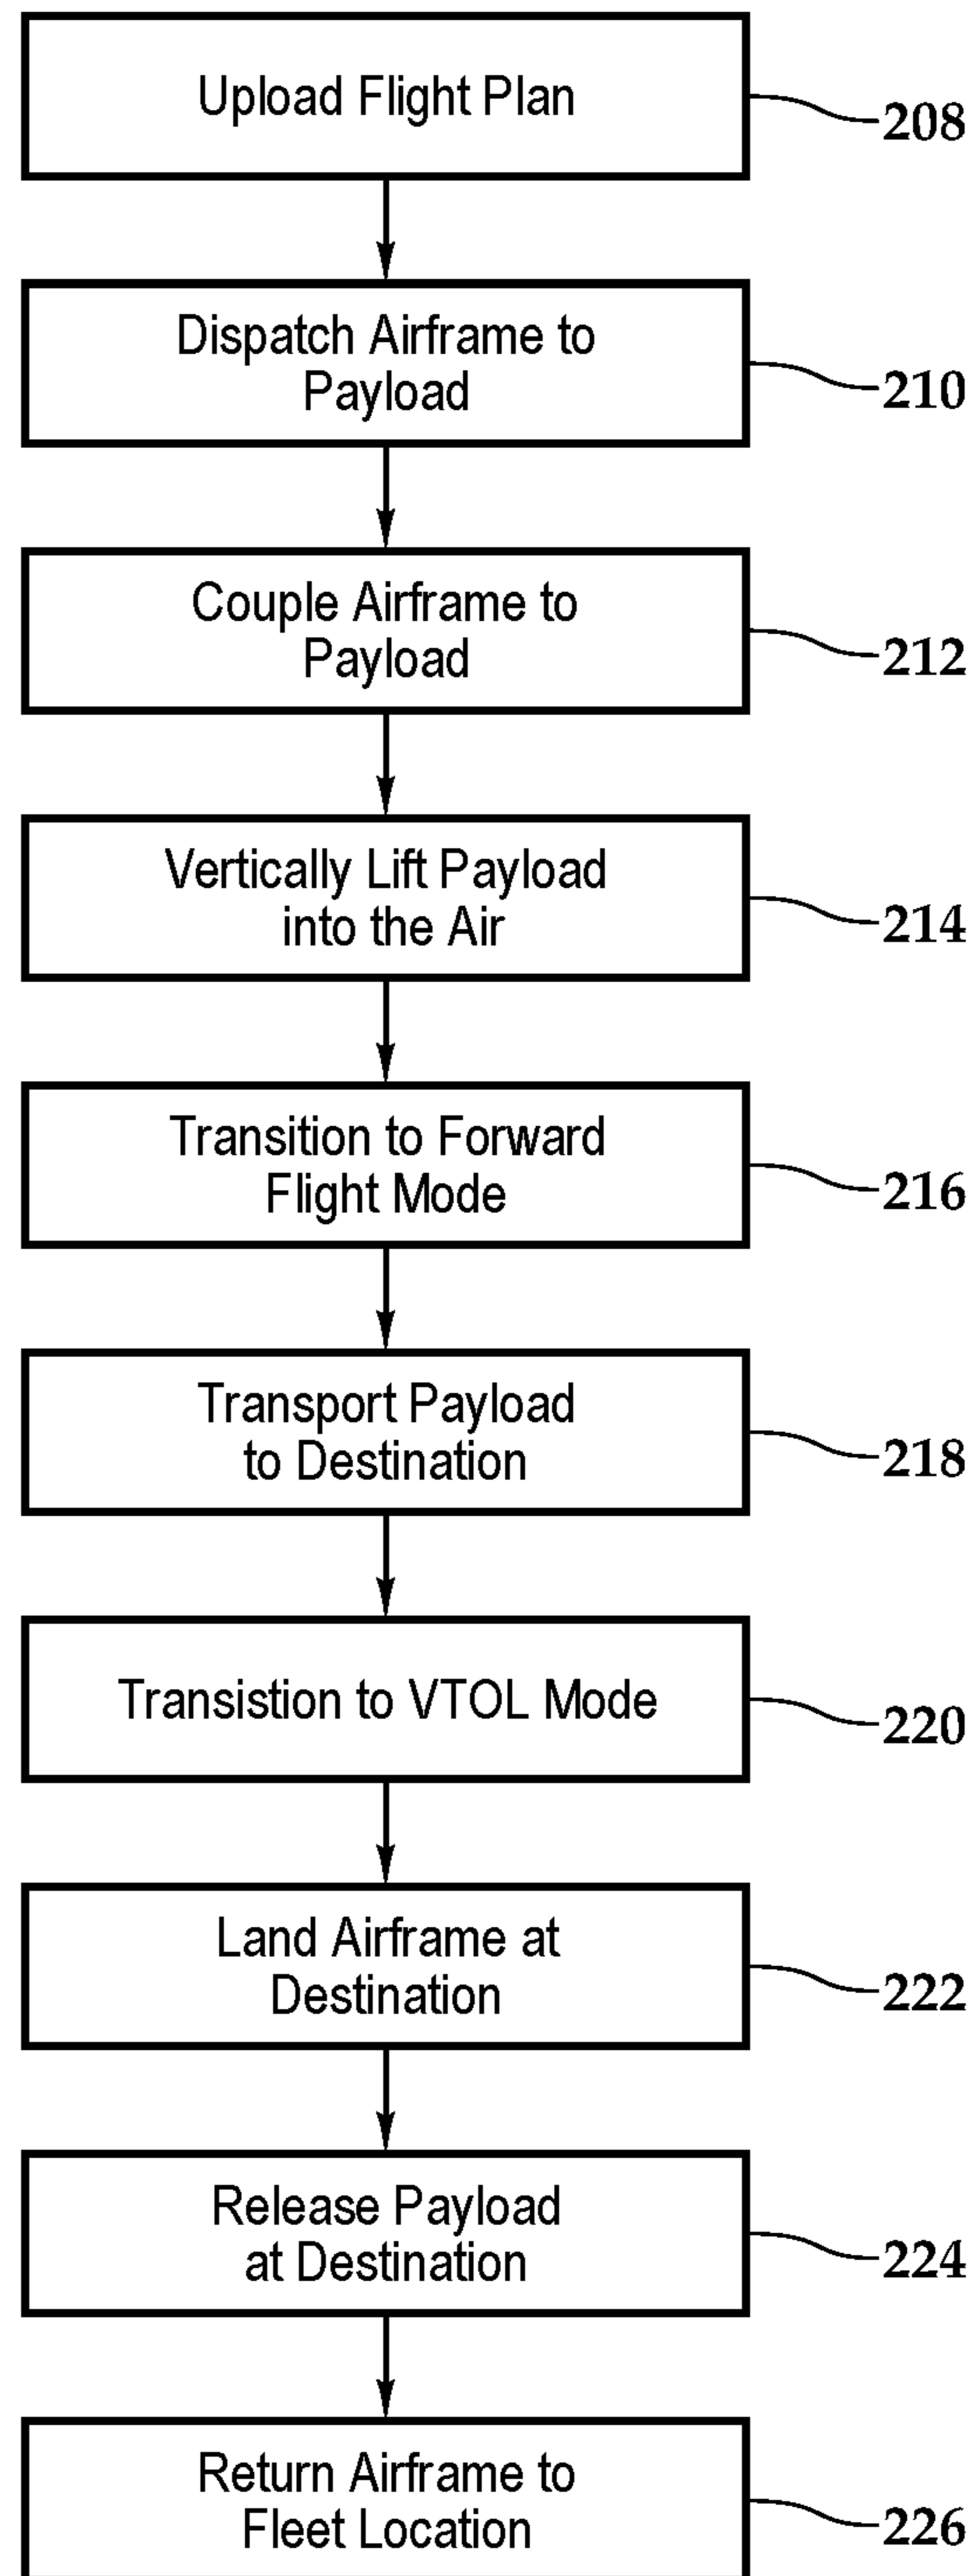 Upload Flight Plan
208
Dispatch Airframe to
Payload
210
Couple Airframe to
Payload
212
Vertically Lift Payload
into the Air
214
Transition to Forward
Flight Mode
216
Transport Payload
to Destination
218
Transistion to VTOL Mode
220
Land Airframe at
Destination
222
Release Payload
at Destination
224
Return Airframe to
Fleet Location
226